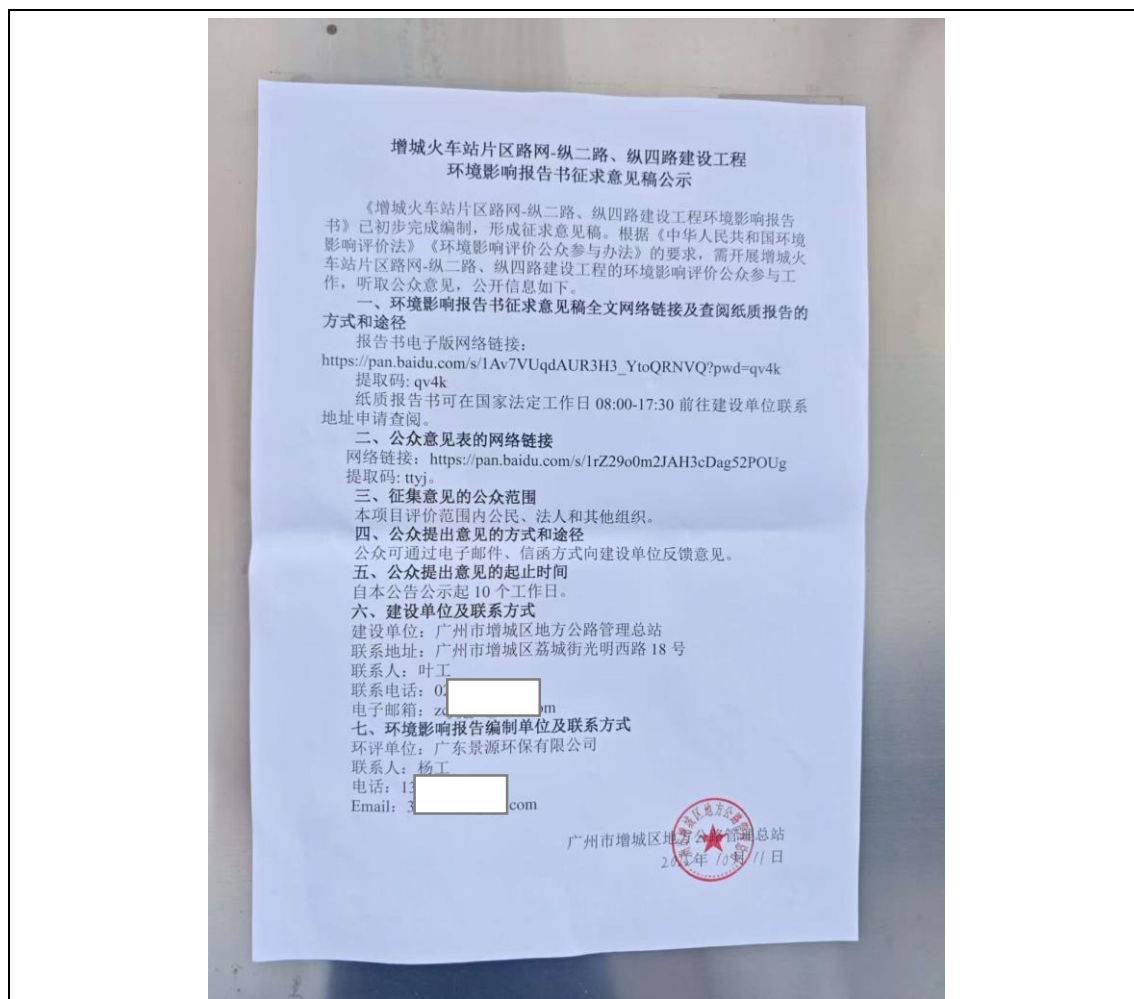 增城火车站片区路网-纵二路、纵四路建设工程
环境影响报告书征求意见稿公示
《增城火车站片区路网-纵二路、纵四路建设工程环境影响报告
书》已初步完成编制，形成征求意见稿。根据《中华人民共和国环境
影响评价法》《环境影响评价公众参与办法》的要求，需开展增城火
车站片区路网-纵二路、纵四路建设工程的环境影响评价公众参与工
作，听取公众意见，公开信息如下。
一、环境影响报告书征求意见稿全文网络链接及查阅纸质报告的
方式和途径
报告书电子版网络链接：
https://pan.baidu.com/s/1Av7VUqdAUR3H3_YtoQRNVQ?pwd=qv4k
提取码: qv4k
纸质报告书可在国家法定工作日 08:00-17:30 前往建设单位联系
地址申请查阅。
二、公众意见表的网络链接
网络链接：https://pan.baidu.com/s/1rZ29o0m2JAH3cDag52POUg
提取码: ttyj。
三、征集意见的公众范围
本项目评价范围内公民、法人和其他组织。
四、公众提出意见的方式和途径
公众可通过电子邮件、信函方式向建设单位反馈意见。
五、公众提出意见的起止时间
自本公告公示起 10 个工作日。
六、建设单位及联系方式
建设单位：广州市增城区地方公路管理总站
联系地址：广州市增城区荔城街光明西路 18 号
联系人：叶工
联系电话：02
电子邮箱：zc
七、环境影响报告编制单位及联系方式
环评单位：广东景源环保有限公司
联系人：杨工
电话：13
Email：3 com
广州市增城区地方公路管理总站
年 10月 11 日